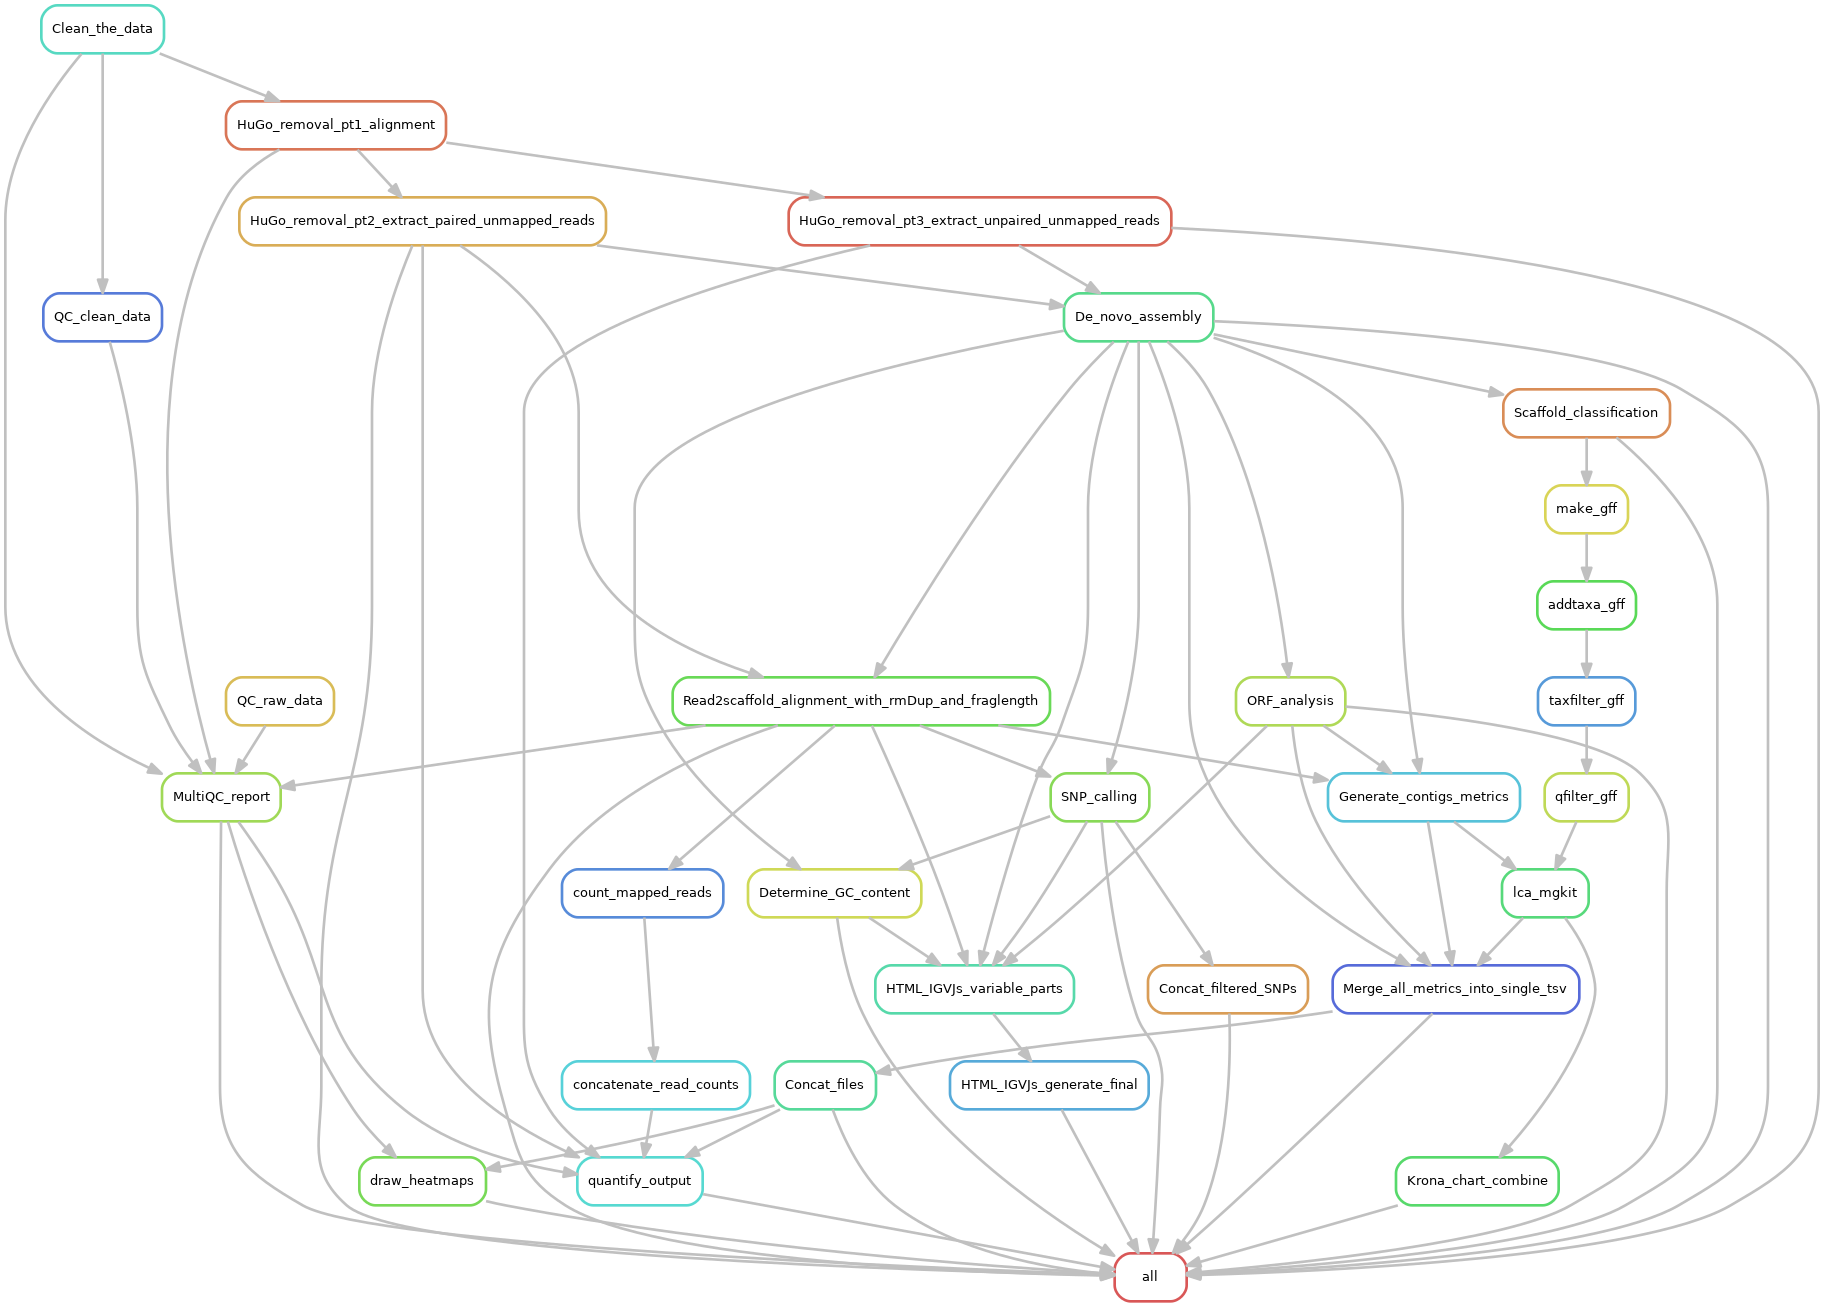 Clean_the_data
HuGo_removal_pt1_alignment
HuGo_removal_pt2_extract_paired_unmapped_reads
HuGo_removal_pt3_extract_unpaired_unmapped_reads
QC_clean_data
De_novo_assembly
Scaffold_classification
make_gff
addtaxa_gff
QC_raw_data
Read2scaffold_alignment_with_rmDup_and_fraglength
ORF_analysis
taxfilter_gff
MultiQC_report
SNP_calling
Generate_contigs_metrics
qfilter_gff
count_mapped_reads
Determine_GC_content
lca_mgkit
HTML_IGVJs_variable_parts
Concat_filtered_SNPs
Merge_all_metrics_into_single_tsv
concatenate_read_counts
Concat_files
HTML_IGVJs_generate_final
draw_heatmaps
quantify_output
Krona_chart_combine
all